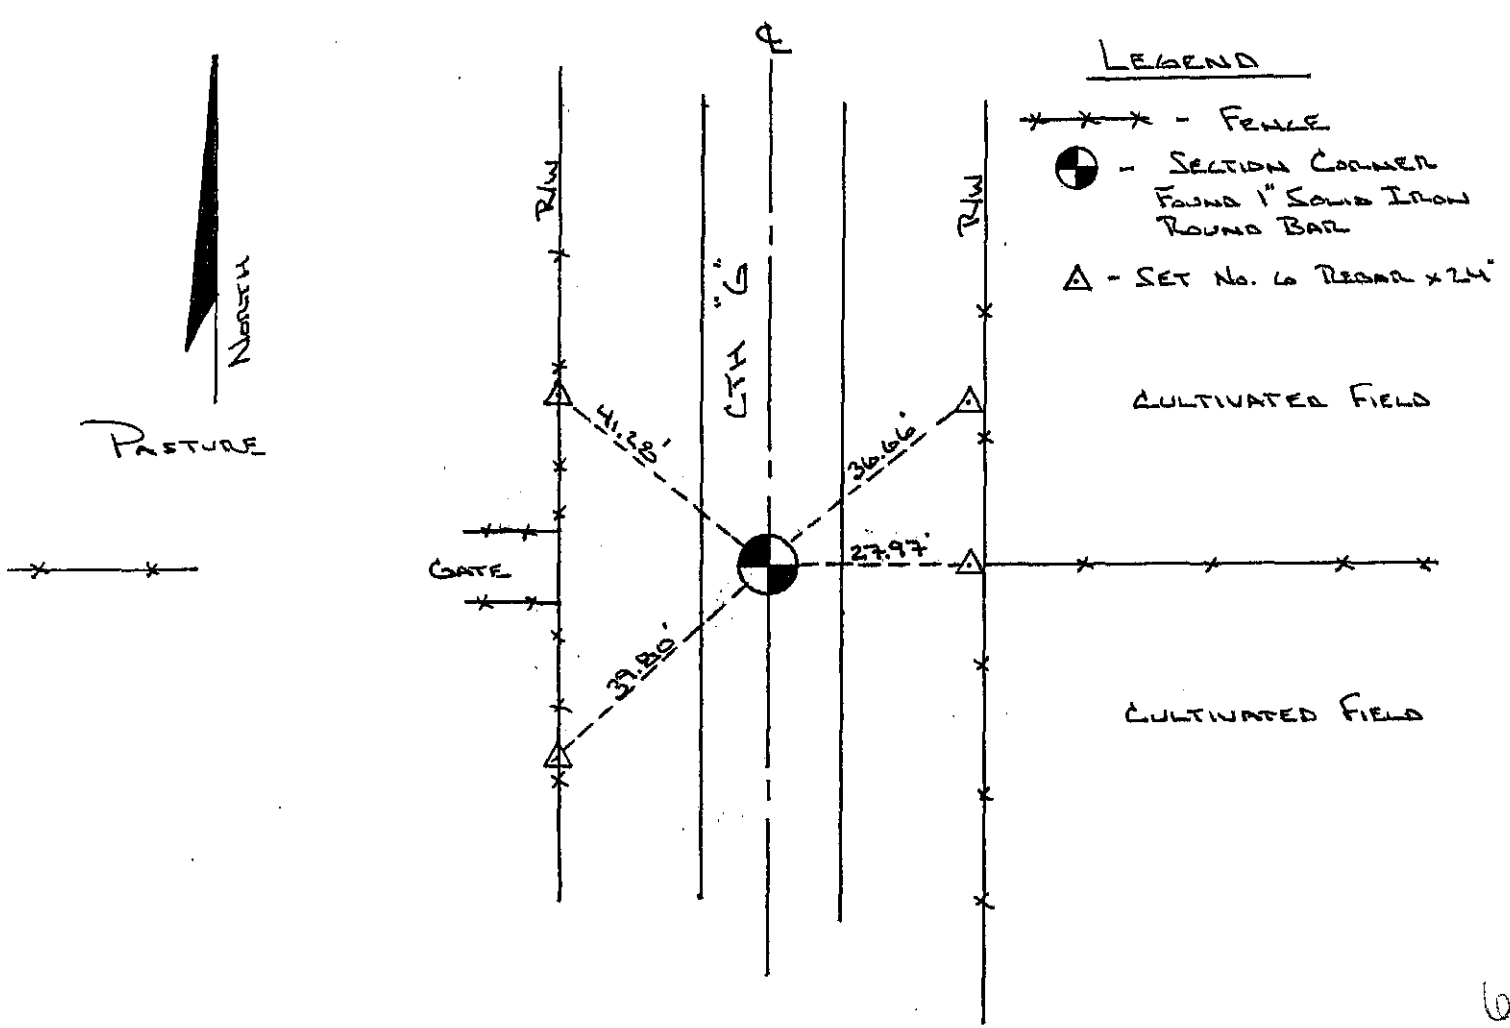 ℄
LEGEND
- FENCE
- SECTION CORNER
FOUND 1" SOLID IRON
ROUND BAR
- SET No. 6 REBAR x 24"
R/W
R/W
NORTH
CTH "G"
PASTURE
CULTIVATED FIELD
41.28'
36.66'
27.97'
GATE
39.80'
CULTIVATED FIELD
6